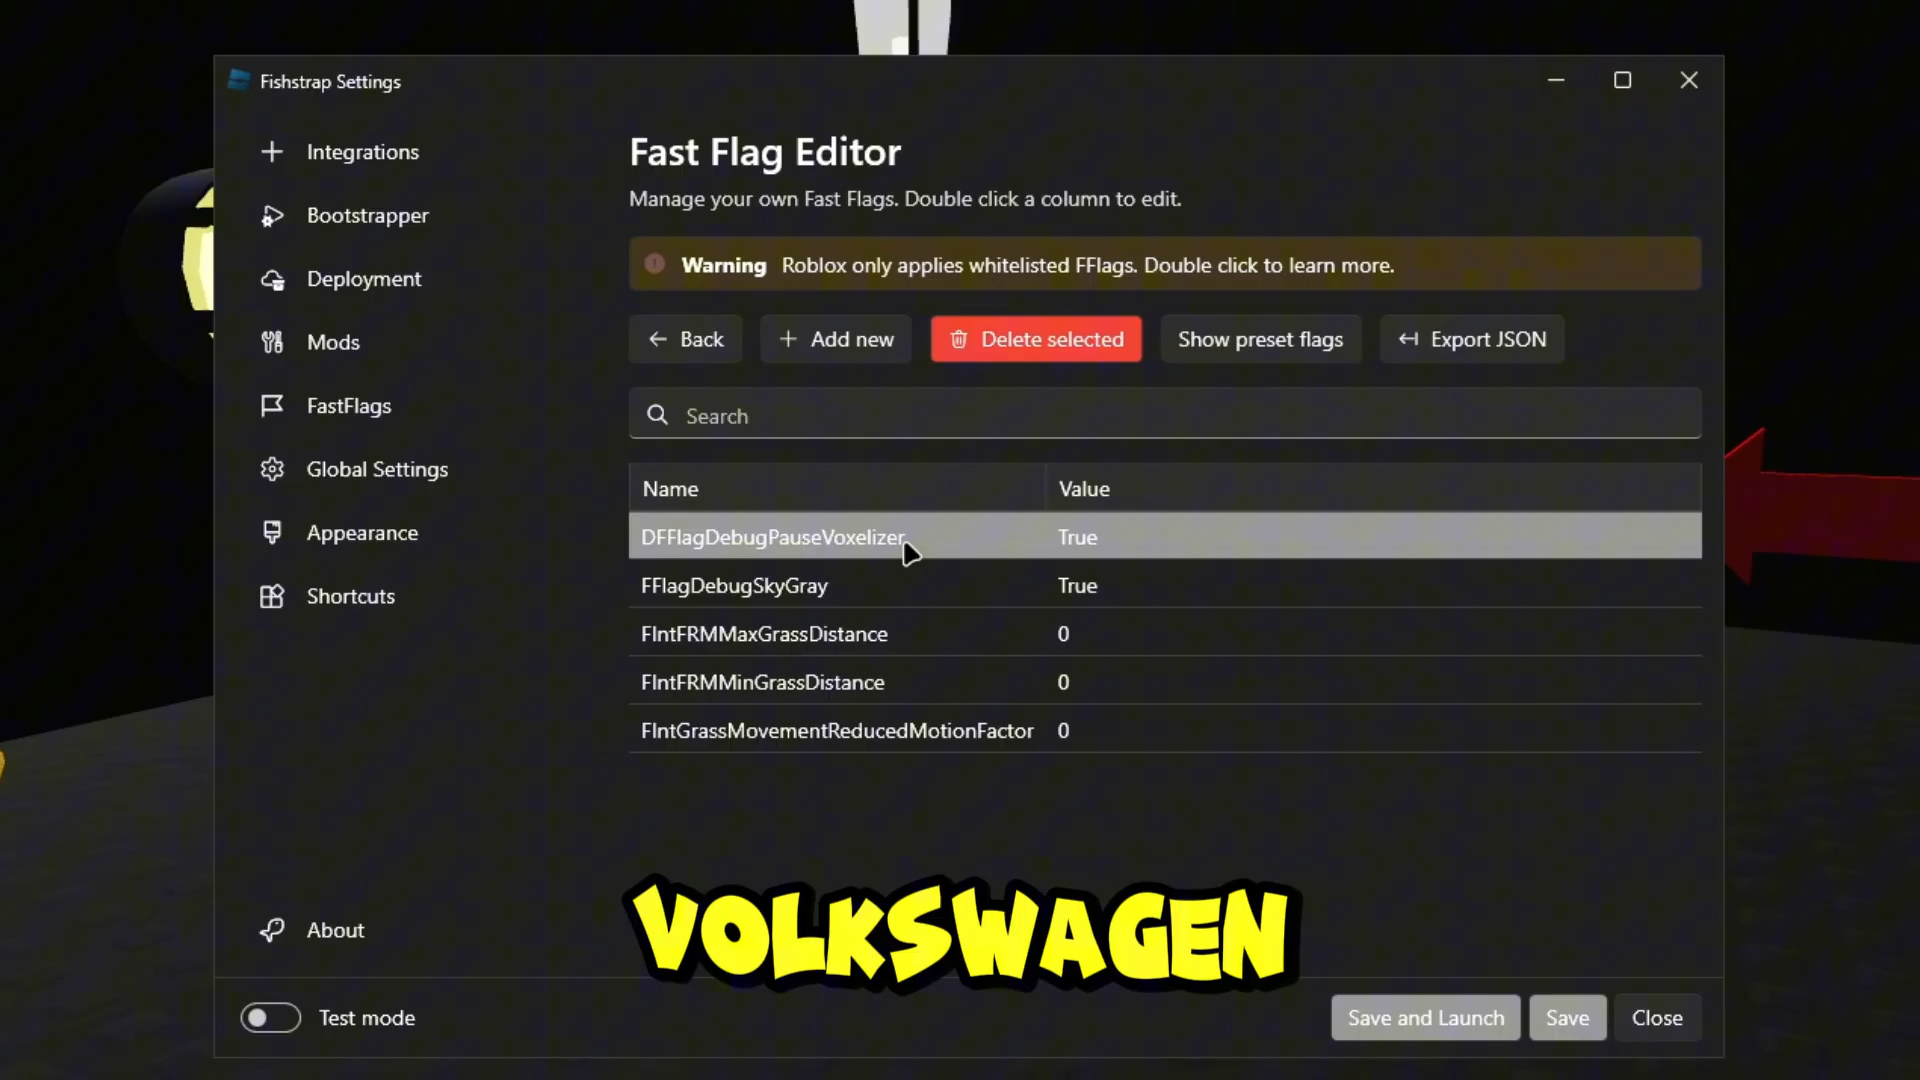 Fishstrap Settings
Integrations
Bootstrapper
Deployment
Mods
FastFlags
Global Settings
Appearance
Shortcuts
About
Test mode
Fast Flag Editor
Manage your own Fast Flags. Double click a column to edit.
Warning Roblox only applies whitelisted FFlags. Double click to learn more.
Back Add new Delete selected Show preset flags Export JSON
Search
Name Value
DFFlagDebugPauseVoxelizer True
FFlagDebugSkyGray True
FIntFRMMaxGrassDistance 0
FIntFRMMinGrassDistance 0
FIntGrassMovementReducedMotionFactor 0
VOLKSWAGEN
Save and Launch Save Close